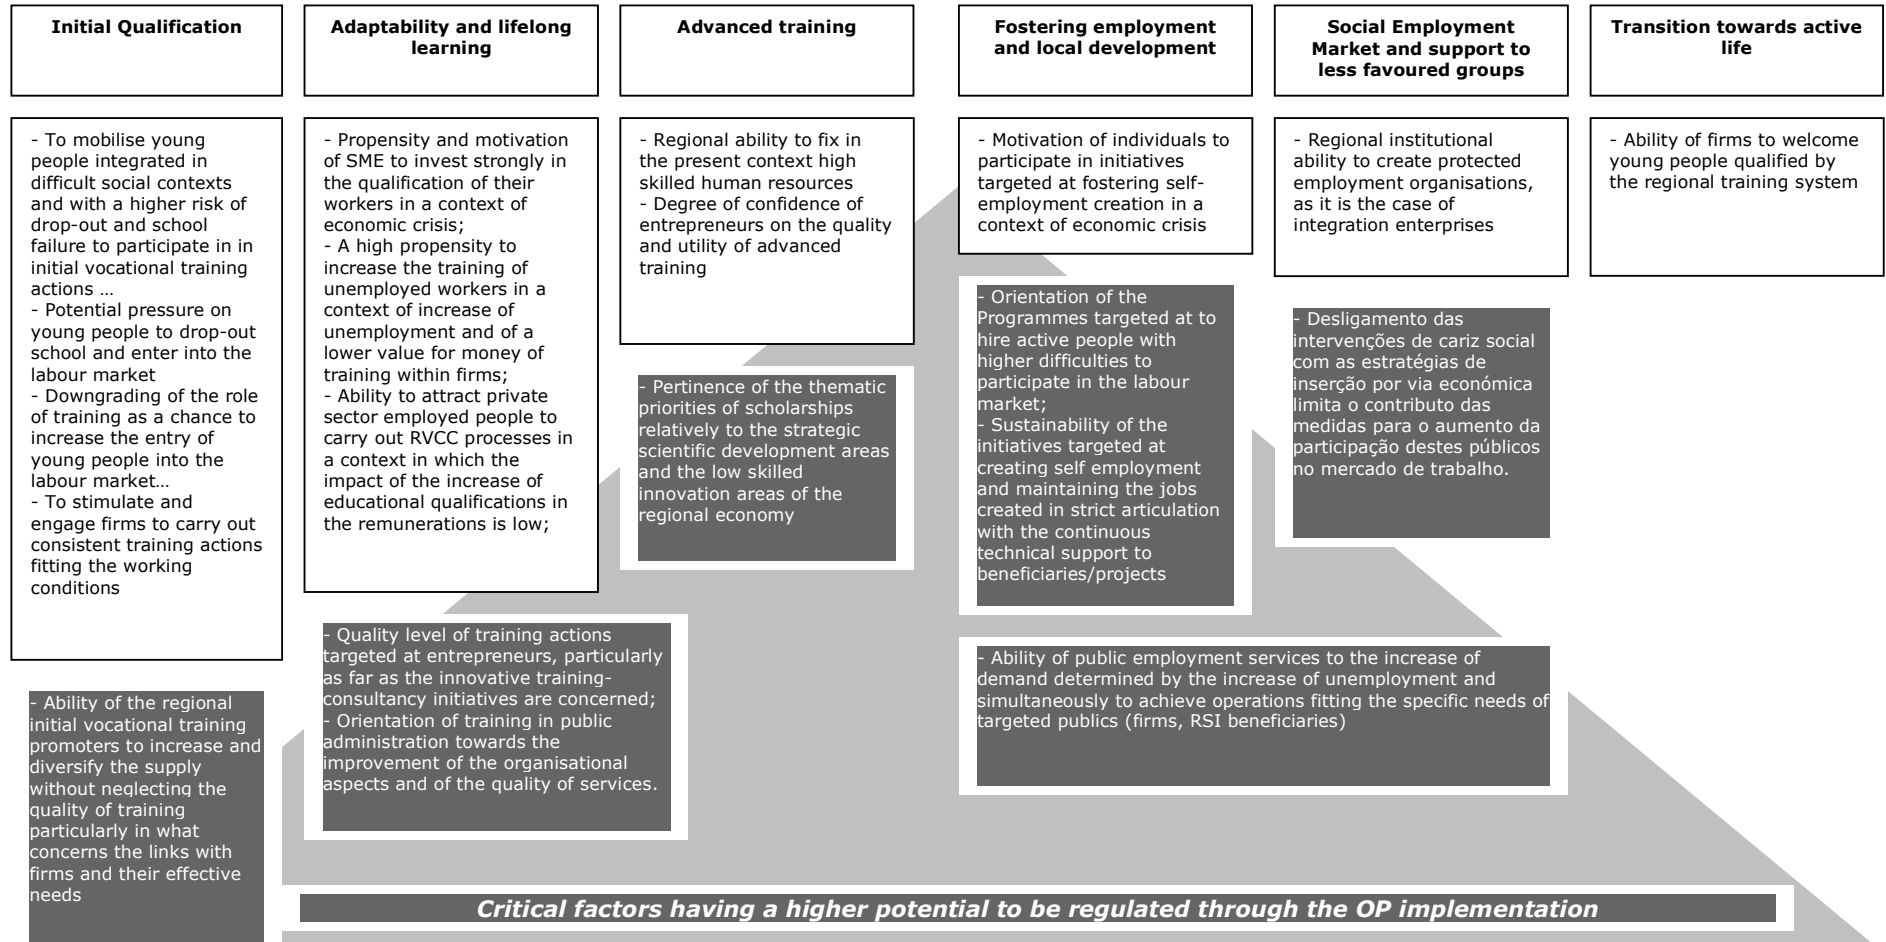 Initial Qualification
Adaptability and lifelong
learning
Advanced training
Fostering employment
and local development
Social Employment
Market and support to
less favoured groups
Transition towards active
life
- To mobilise young
people integrated in
difficult social contexts
and with a higher risk of
drop-out and school
failure to participate in in
initial vocational training
actions …
- Potential pressure on
young people to drop-out
school and enter into the
labour market
- Downgrading of the role
of training as a chance to
increase the entry of
young people into the
labour market…
- To stimulate and
engage firms to carry out
consistent training actions
fitting the working
conditions
- Propensity and motivation
of SME to invest strongly in
the qualification of their
workers in a context of
economic crisis;
- A high propensity to
increase the training of
unemployed workers in a
context of increase of
unemployment and of a
lower value for money of
training within firms;
- Ability to attract private
sector employed people to
carry out RVCC processes in
a context in which the
impact of the increase of
educational qualifications in
the remunerations is low;
- Regional ability to fix in
the present context high
skilled human resources
- Degree of confidence of
entrepreneurs on the quality
and utility of advanced
training
- Motivation of individuals to
participate in initiatives
targeted at fostering self-
employment creation in a
context of economic crisis
- Regional institutional
ability to create protected
employment organisations,
as it is the case of
integration enterprises
- Ability of firms to welcome
young people qualified by
the regional training system
- Ability of the regional
initial vocational training
promoters to increase and
diversify the supply
without neglecting the
quality of training
particularly in what
concerns the links with
firms and their effective
needs
- Quality level of training actions
targeted at entrepreneurs, particularly
as far as the innovative training-
consultancy initiatives are concerned;
- Orientation of training in public
administration towards the
improvement of the organisational
aspects and of the quality of services.
- Pertinence of the thematic
priorities of scholarships
relatively to the strategic
scientific development areas
and the low skilled
innovation areas of the
regional economy
- Orientation of the
Programmes targeted at to
hire active people with
higher difficulties to
participate in the labour
market;
- Sustainability of the
initiatives targeted at
creating self employment
and maintaining the jobs
created in strict articulation
with the continuous
technical support to
beneficiaries/projects
- Desligamento das
intervenções de cariz social
com as estratégias de
inserção por via económica
limita o contributo das
medidas para o aumento da
participação destes públicos
no mercado de trabalho.
- Ability of public employment services to the increase of
demand determined by the increase of unemployment and
simultaneously to achieve operations fitting the specific needs of
targeted publics (firms, RSI beneficiaries)
Critical factors having a higher potential to be regulated through the OP implementation